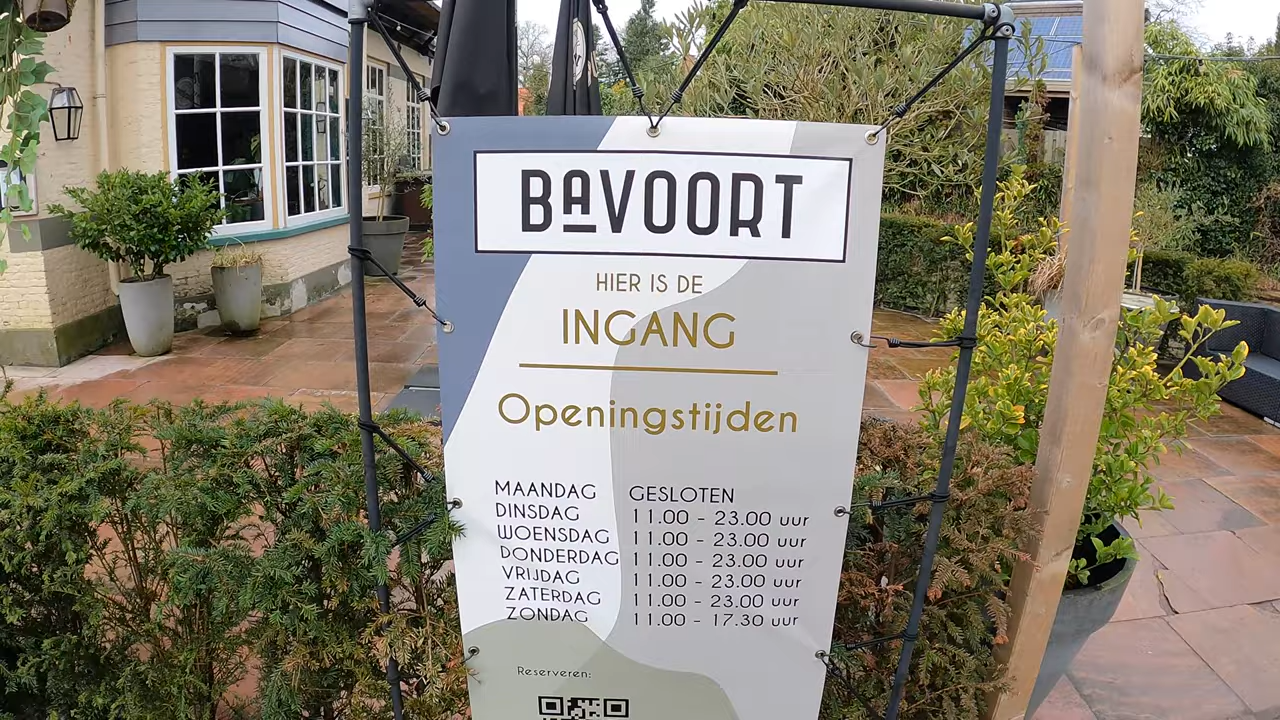 BAVOORT
HIER IS DE
INGANG
Openingstijden
MAANDAG GESLOTEN
DINSDAG 11.00 - 23.00 uur
WOENSDAG 11.00 - 23.00 uur
DONDERDAG 11.00 - 23.00 uur
VRIJDAG 11.00 - 23.00 uur
ZATERDAG 11.00 - 23.00 uur
ZONDAG 11.00 - 17.30 uur
Reserveren: